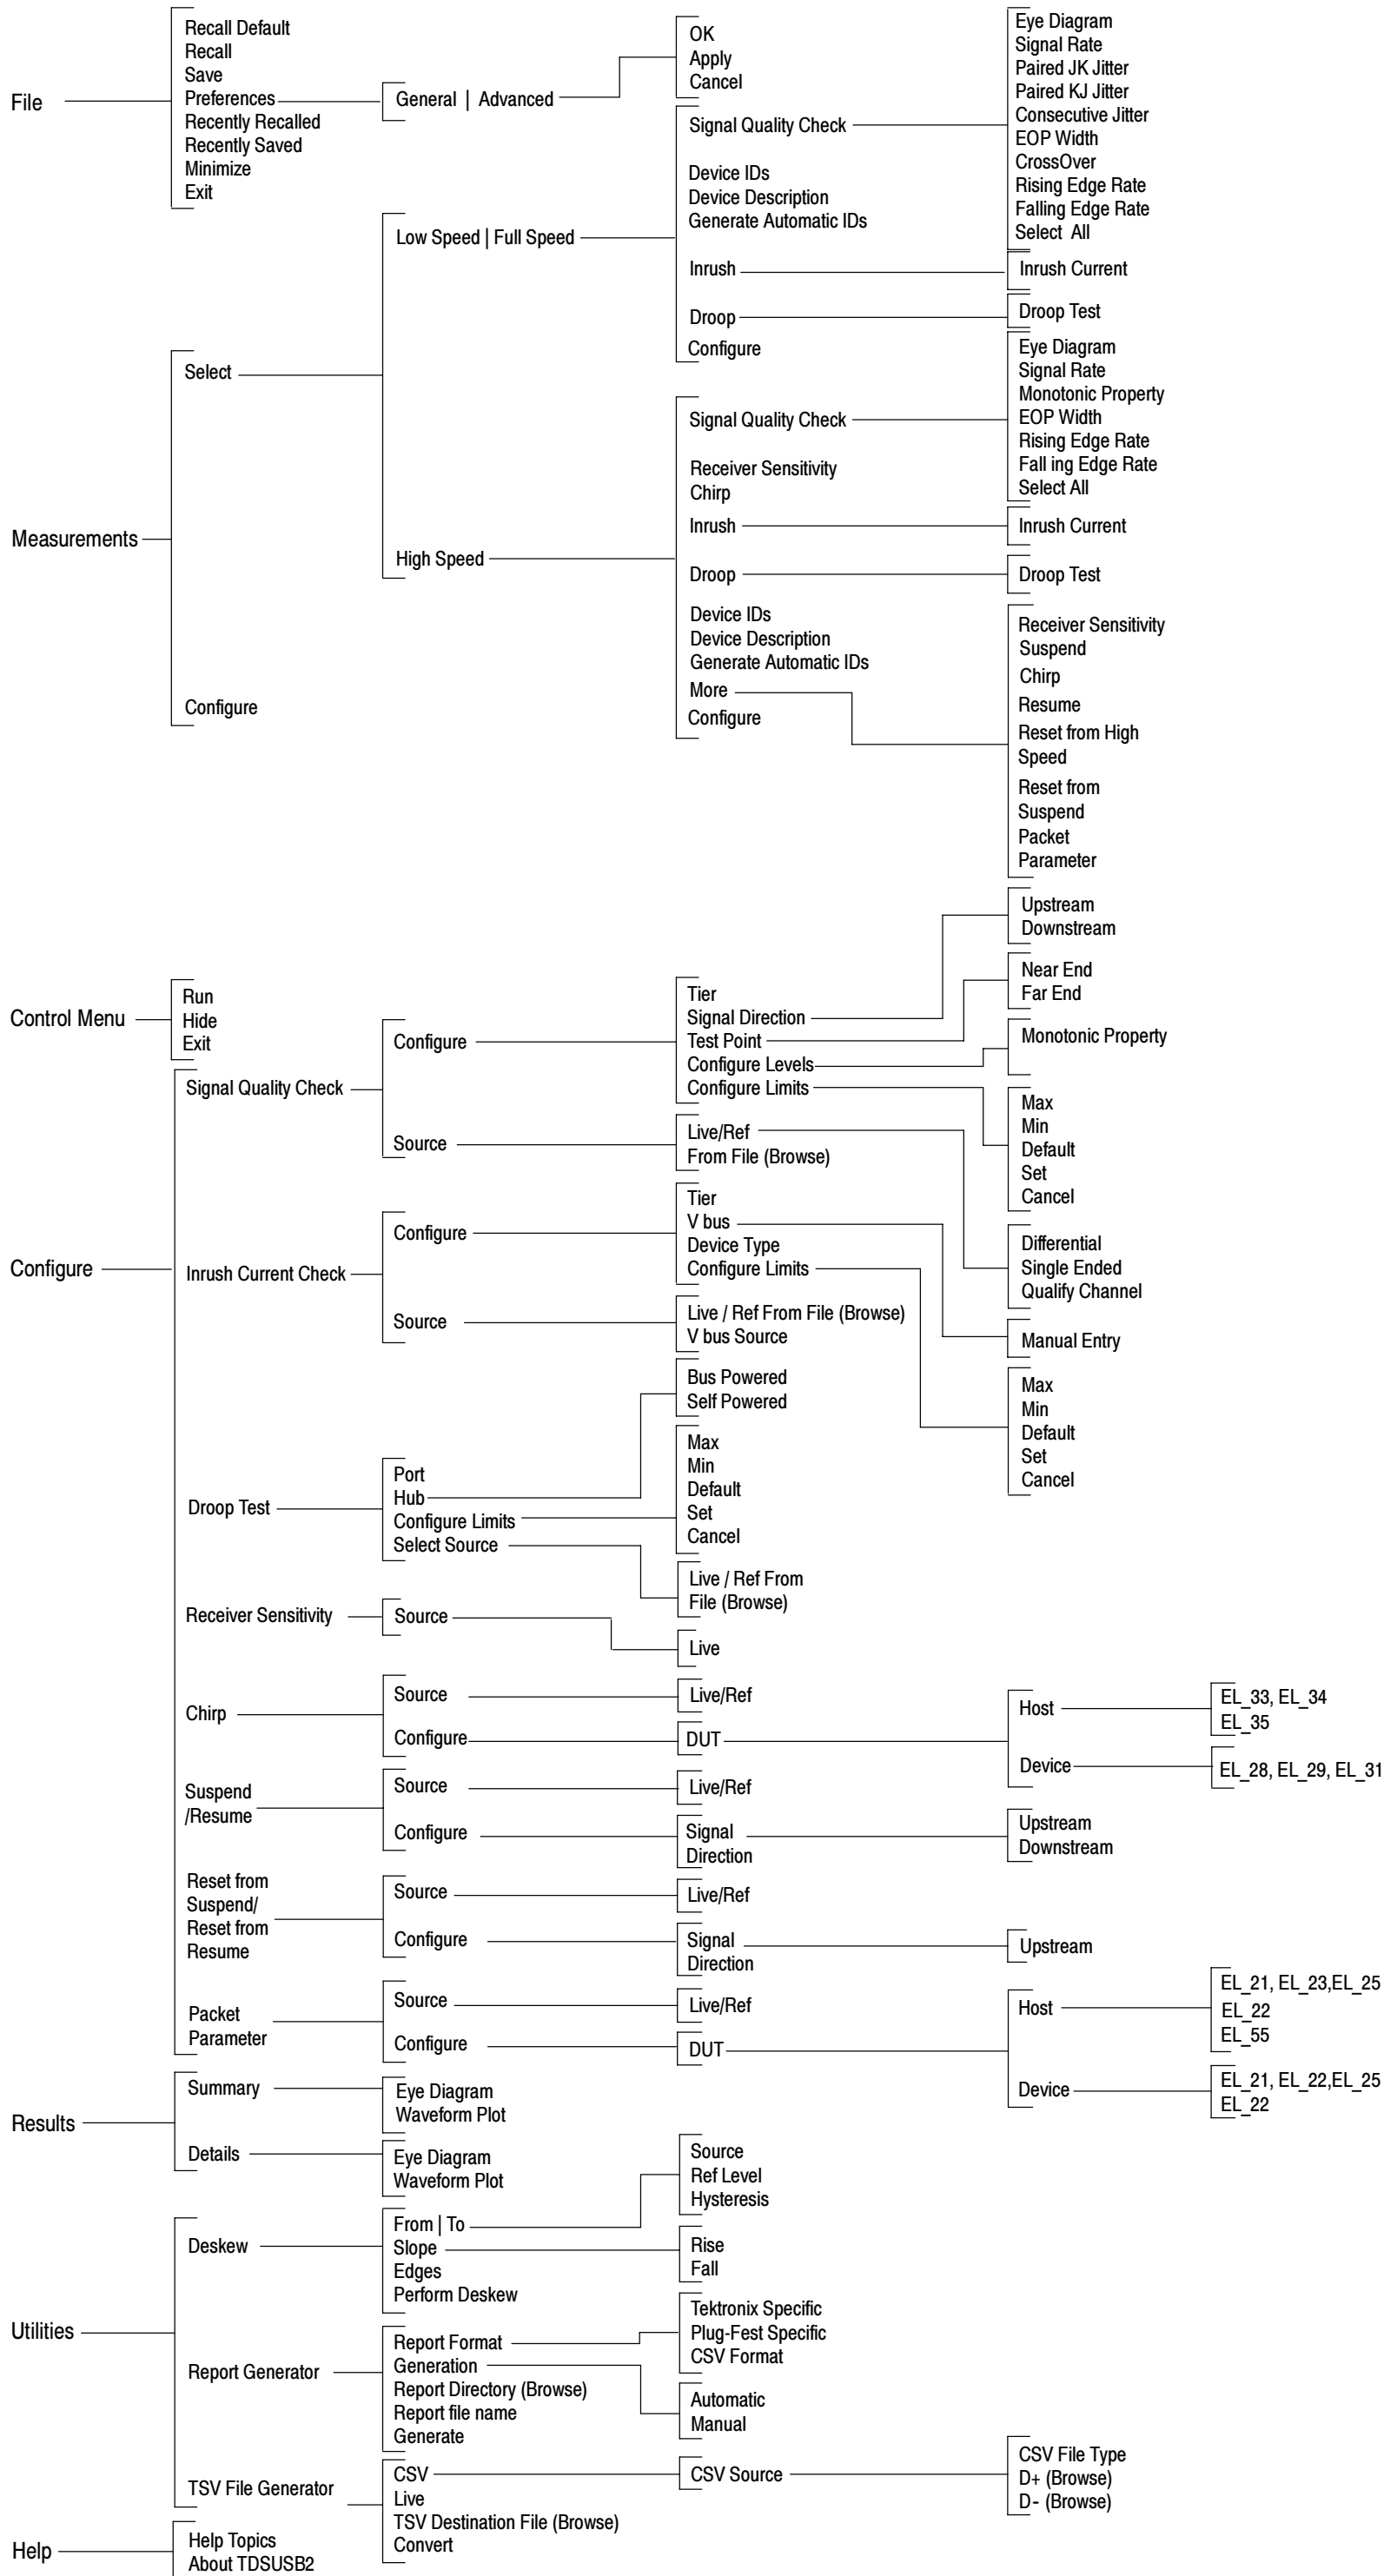 File
Recall Default
Recall
Save
Preferences
Recently Recalled
Recently Saved
Minimize
Exit
General | Advanced
OK
Apply
Cancel
Measurements
Select
Configure
Low Speed | Full Speed
Signal Quality Check
Device IDs
Device Description
Generate Automatic IDs
Inrush
Droop
Configure
Eye Diagram
Signal Rate
Paired JK Jitter
Paired KJ Jitter
Consecutive Jitter
EOP Width
CrossOver
Rising Edge Rate
Falling Edge Rate
Select All
Inrush Current
Droop Test
High Speed
Signal Quality Check
Receiver Sensitivity
Chirp
Inrush
Droop
Device IDs
Device Description
Generate Automatic IDs
More
Configure
Eye Diagram
Signal Rate
Monotonic Property
EOP Width
Rising Edge Rate
Fall ing Edge Rate
Select All
Inrush Current
Droop Test
Receiver Sensitivity
Suspend
Chirp
Resume
Reset from High
Speed
Reset from
Suspend
Packet
Parameter
Control Menu
Run
Hide
Exit
Configure
Signal Quality Check
Configure
Tier
Signal Direction
Test Point
Configure Levels
Configure Limits
Upstream
Downstream
Near End
Far End
Monotonic Property
Max
Min
Default
Set
Cancel
Source
Live/Ref
From File (Browse)
Differential
Single Ended
Qualify Channel
Inrush Current Check
Configure
Tier
V bus
Device Type
Configure Limits
Manual Entry
Max
Min
Default
Set
Cancel
Source
Live / Ref From File (Browse)
V bus Source
Droop Test
Port
Hub
Configure Limits
Select Source
Bus Powered
Self Powered
Max
Min
Default
Set
Cancel
Live / Ref From
File (Browse)
Receiver Sensitivity
Source
Live
Chirp
Source
Live/Ref
Configure
DUT
Host
EL_33, EL_34
EL_35
Device
EL_28, EL_29, EL_31
Suspend
/Resume
Source
Live/Ref
Configure
Signal
Direction
Upstream
Downstream
Reset from
Suspend/
Reset from
Resume
Source
Live/Ref
Configure
Signal
Direction
Upstream
Packet
Parameter
Source
Live/Ref
Configure
DUT
Host
EL_21, EL_23,EL_25
EL_22
EL_55
Device
EL_21, EL_22,EL_25
EL_22
Results
Summary
Eye Diagram
Waveform Plot
Details
Eye Diagram
Waveform Plot
Utilities
Deskew
From | To
Slope
Edges
Perform Deskew
Source
Ref Level
Hysteresis
Rise
Fall
Report Generator
Report Format
Generation
Report Directory (Browse)
Report file name
Generate
Tektronix Specific
Plug-Fest Specific
CSV Format
Automatic
Manual
TSV File Generator
CSV
Live
TSV Destination File (Browse)
Convert
CSV Source
CSV File Type
D+ (Browse)
D- (Browse)
Help
Help Topics
About TDSUSB2